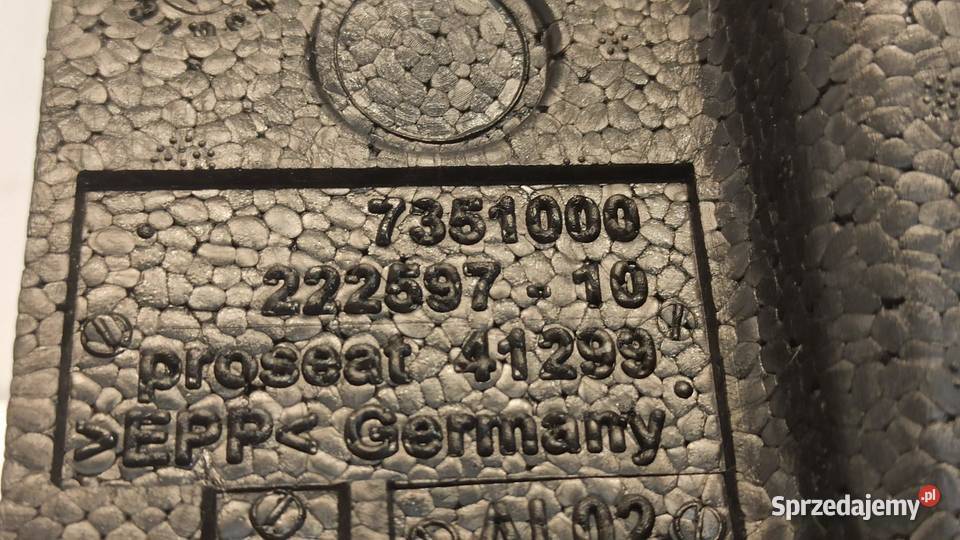 7351000
222597-10
proseat 41299
>EPP< Germany
Sprzedajemy.pl